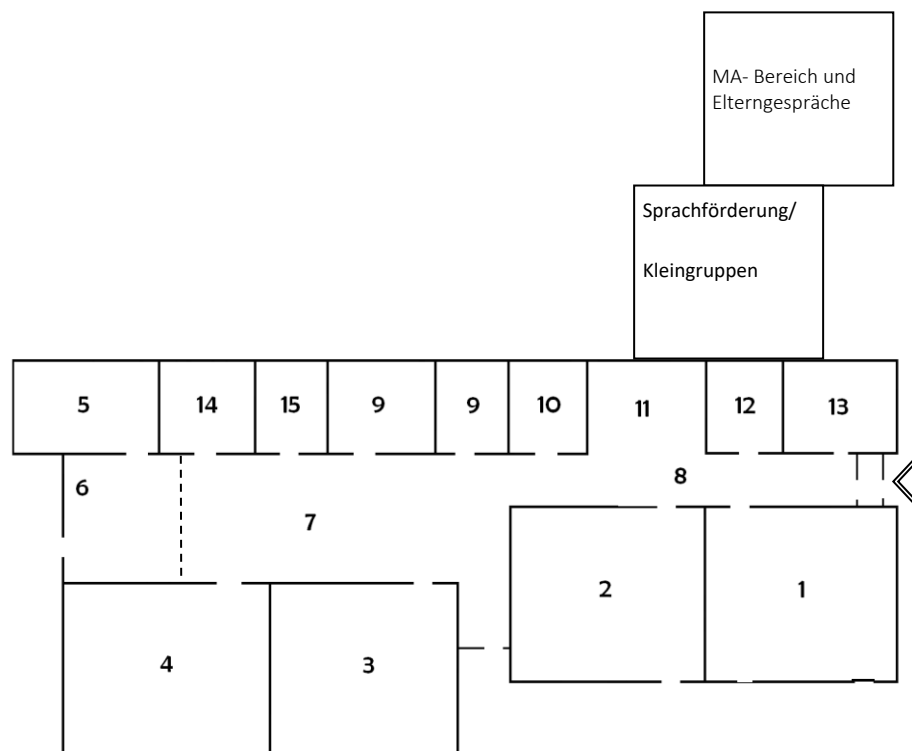 MA- Bereich und
Elterngespräche
Sprachförderung/
Kleingruppen
5 14 15 9 9 10 11 12 13
6 8
7
2 1
4 3